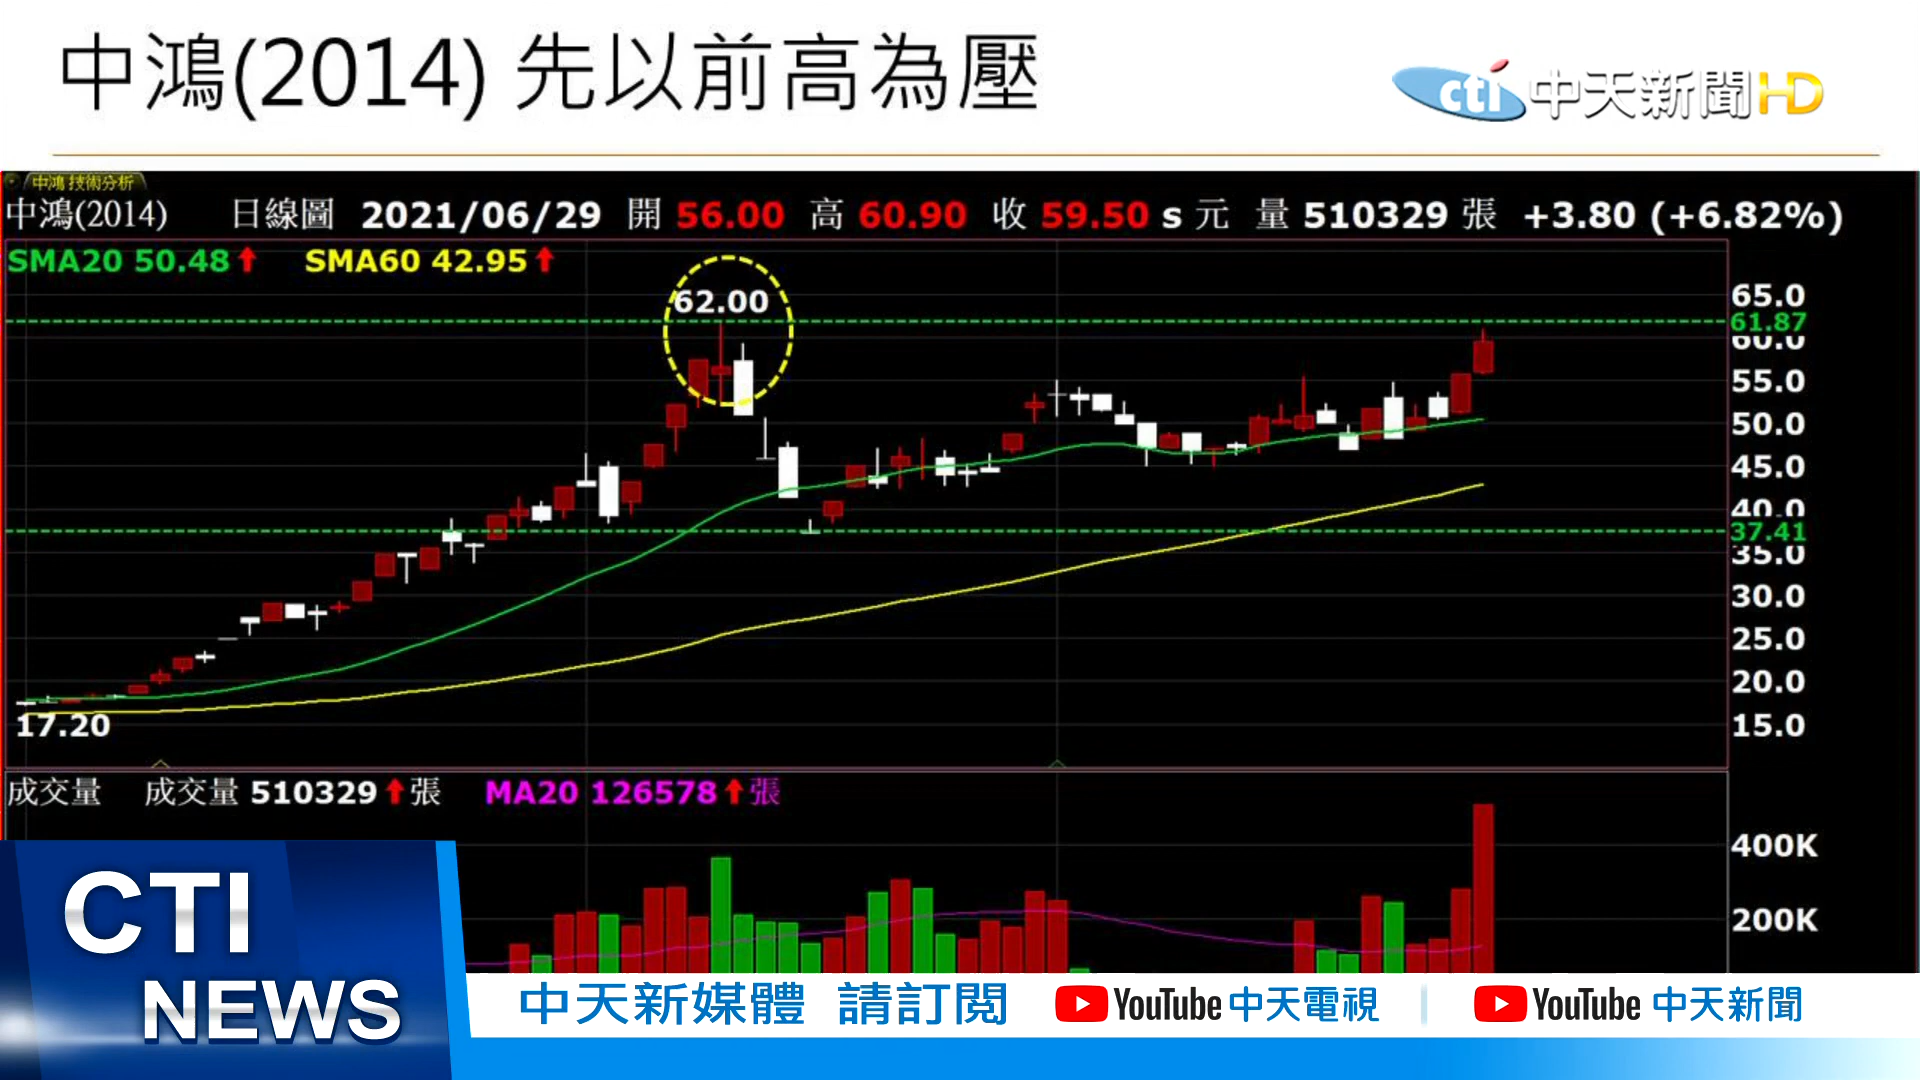 中鴻(2014) 先以前高為壓
cti 中天新聞HD
中鴻 技術分析
中鴻(2014) 日線圖 2021/06/29 開 56.00 高 60.90 收 59.50 s 元 量 510329 張 +3.80 (+6.82%)
SMA20 50.48 SMA60 42.95
62.00
65.0
61.87
60.0
55.0
50.0
45.0
40.0
37.41
35.0
30.0
25.0
20.0
15.0
17.20
成交量 成交量 510329 張 MA20 126578 張
400K
200K
CTI
NEWS
中天新媒體 請訂閱 YouTube 中天電視 | YouTube 中天新聞